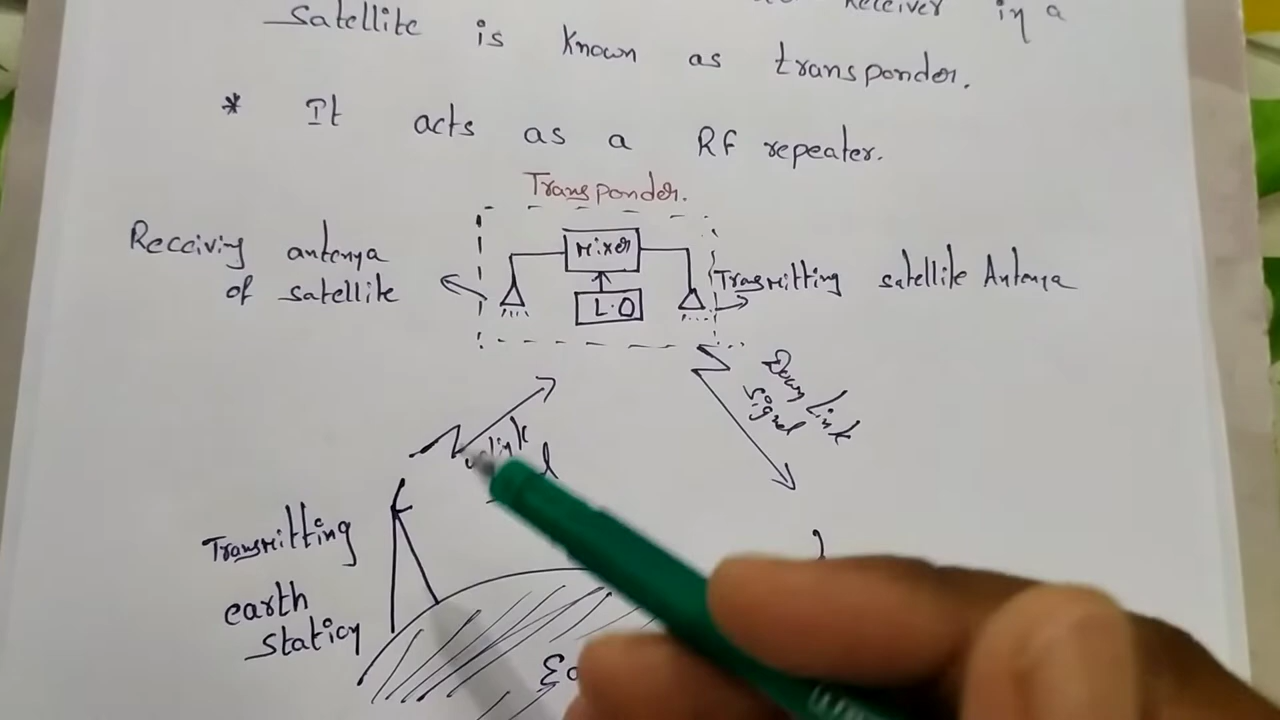 Receiver in a
Satellite is known as transponder.
* It acts as a RF repeater.
Transponder.
Receiving antenna
of satellite
Mixer
L.O
Transmitting satellite Antenna
Down link
signal
uplink
Transmitting
earth
station